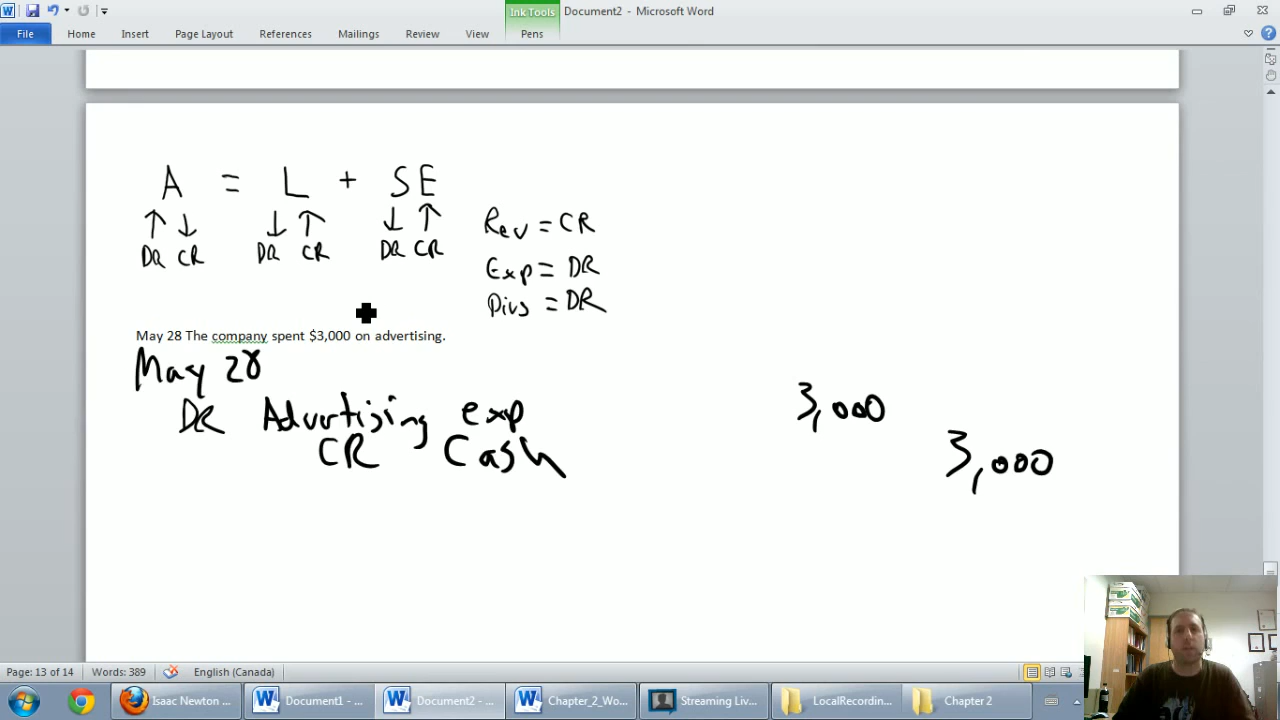 Ink Tools
Document2 - Microsoft Word
File Home Insert Page Layout References Mailings Review View Pens
A = L + SE
DR CR DR CR DR CR
Rev = CR
Exp = DR
Divs = DR
May 28 The company spent $3,000 on advertising.
May 28
DR Advertising exp 3,000
CR Cash 3,000
Page: 13 of 14 Words: 389 English (Canada)
Isaac Newton ... Document1 - ... Document2 - ... Chapter_2_Wo... Streaming Liv... LocalRecordin... Chapter 2